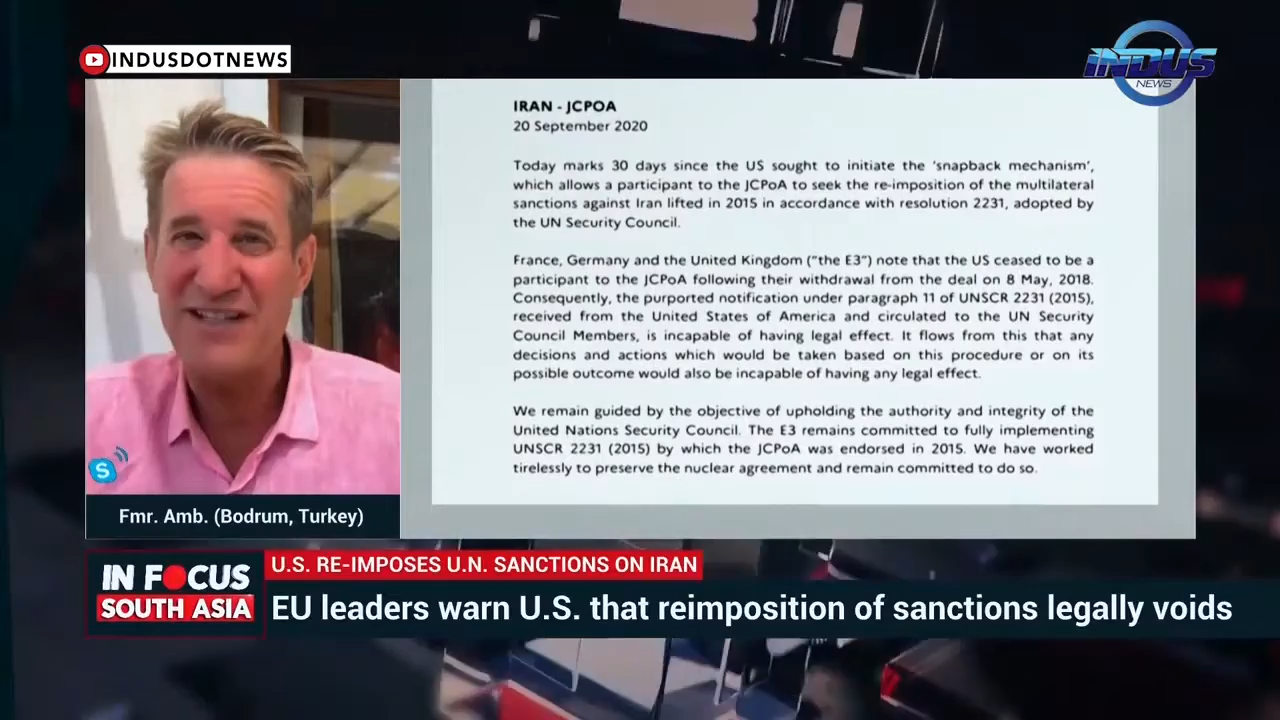 INDUSDOTNEWS
INDUS
NEWS
IRAN - JCPOA
20 September 2020
Today marks 30 days since the US sought to initiate the 'snapback mechanism',
which allows a participant to the JCPoA to seek the re-imposition of the multilateral
sanctions against Iran lifted in 2015 in accordance with resolution 2231, adopted by
the UN Security Council.
France, Germany and the United Kingdom ("the E3") note that the US ceased to be a
participant to the JCPoA following their withdrawal from the deal on 8 May, 2018.
Consequently, the purported notification under paragraph 11 of UNSCR 2231 (2015),
received from the United States of America and circulated to the UN Security
Council Members, is incapable of having legal effect. It flows from this that any
decisions and actions which would be taken based on this procedure or on its
possible outcome would also be incapable of having any legal effect.
We remain guided by the objective of upholding the authority and integrity of the
United Nations Security Council. The E3 remains committed to fully implementing
UNSCR 2231 (2015) by which the JCPoA was endorsed in 2015. We have worked
tirelessly to preserve the nuclear agreement and remain committed to do so.
S
Fmr. Amb. (Bodrum, Turkey)
IN FOCUS
SOUTH ASIA
U.S. RE-IMPOSES U.N. SANCTIONS ON IRAN
EU leaders warn U.S. that reimposition of sanctions legally voids